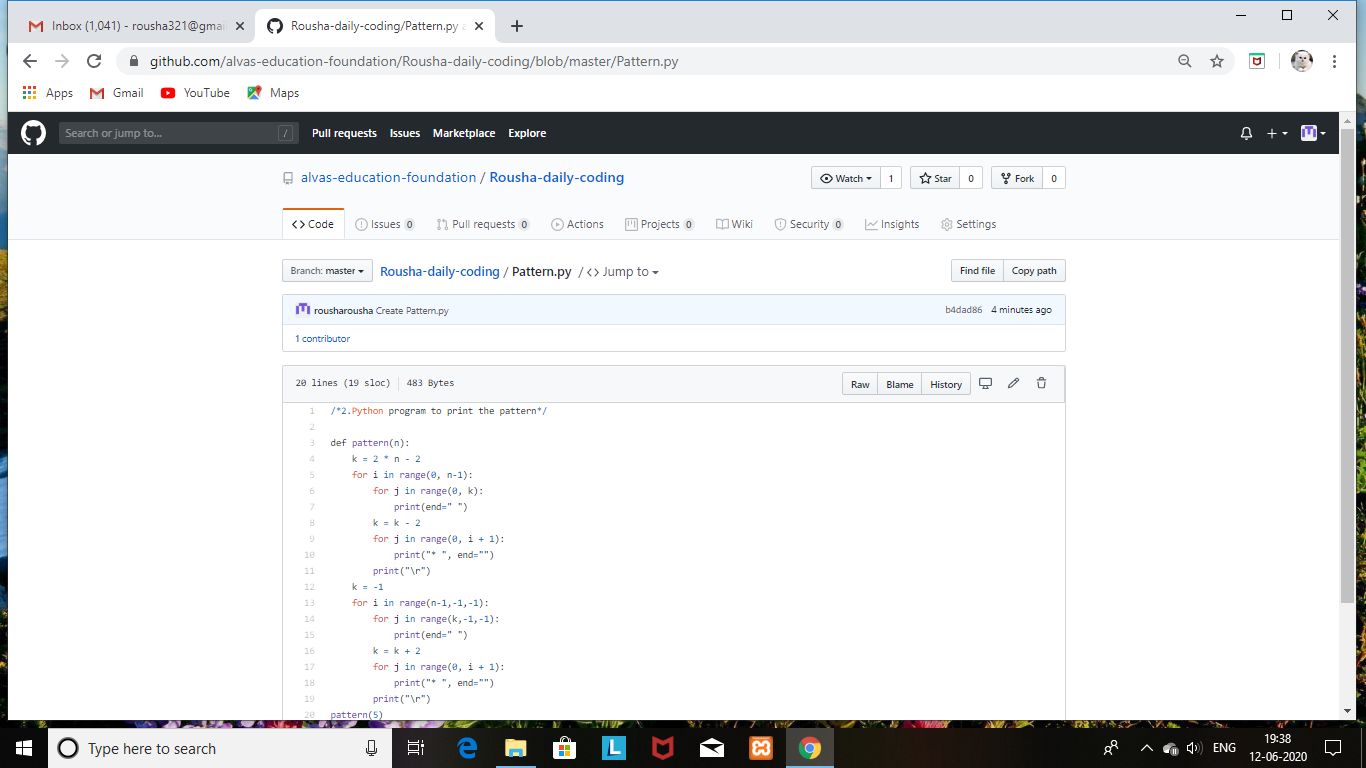 Inbox (1,041) - rousha321@gmai
Rousha-daily-coding/Pattern.py a
github.com/alvas-education-foundation/Rousha-daily-coding/blob/master/Pattern.py
Apps Gmail YouTube Maps
Search or jump to... / Pull requests Issues Marketplace Explore
alvas-education-foundation / Rousha-daily-coding
Watch 1 Star 0 Fork 0
Code Issues 0 Pull requests 0 Actions Projects 0 Wiki Security 0 Insights Settings
Branch: master Rousha-daily-coding / Pattern.py / <> Jump to
Find file Copy path
rousharousha Create Pattern.py b4dad86 4 minutes ago
1 contributor
20 lines (19 sloc) 483 Bytes Raw Blame History
1 /*2.Python program to print the pattern*/
2
3 def pattern(n):
4     k = 2 * n - 2
5     for i in range(0, n-1):
6         for j in range(0, k):
7             print(end=" ")
8         k = k - 2
9         for j in range(0, i + 1):
10             print("* ", end="")
11         print("\r")
12     k = -1
13     for i in range(n-1,-1,-1):
14         for j in range(k,-1,-1):
15             print(end=" ")
16         k = k + 2
17         for j in range(0, i + 1):
18             print("* ", end="")
19         print("\r")
20 pattern(5)
Type here to search
ENG
19:38
12-06-2020